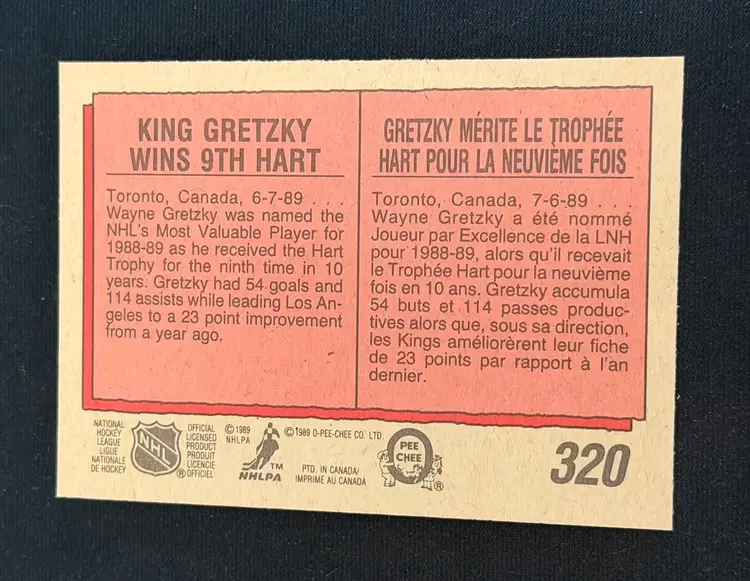 KING GRETZKY
WINS 9TH HART
Toronto, Canada, 6-7-89 . . .
Wayne Gretzky was named the
NHL's Most Valuable Player for
1988-89 as he received the Hart
Trophy for the ninth time in 10
years. Gretzky had 54 goals and
114 assists while leading Los An-
geles to a 23 point improvement
from a year ago.
GRETZKY MÉRITE LE TROPHÉE
HART POUR LA NEUVIÈME FOIS
Toronto, Canada, 7-6-89 . . .
Wayne Gretzky a été nommé
Joueur par Excellence de la LNH
pour 1988-89, alors qu'il recevait
le Trophée Hart pour la neuvième
fois en 10 ans. Gretzky accumula
54 buts et 114 passes produc-
tives alors que, sous sa direction,
les Kings améliorèrent leur fiche
de 23 points par rapport à l'an
dernier.
NATIONAL
HOCKEY
LEAGUE
LIGUE
NATIONALE
DE HOCKEY
NHL
®
OFFICIAL
LICENSED
PRODUCT
PRODUIT
LICENCIE
OFFICIEL
©1989
NHLPA
TM
NHLPA
©1989 O-PEE-CHEE CO. LTD.
PTD. IN CANADA/
IMPRIME AU CANADA
O
PEE
CHEE
®
320